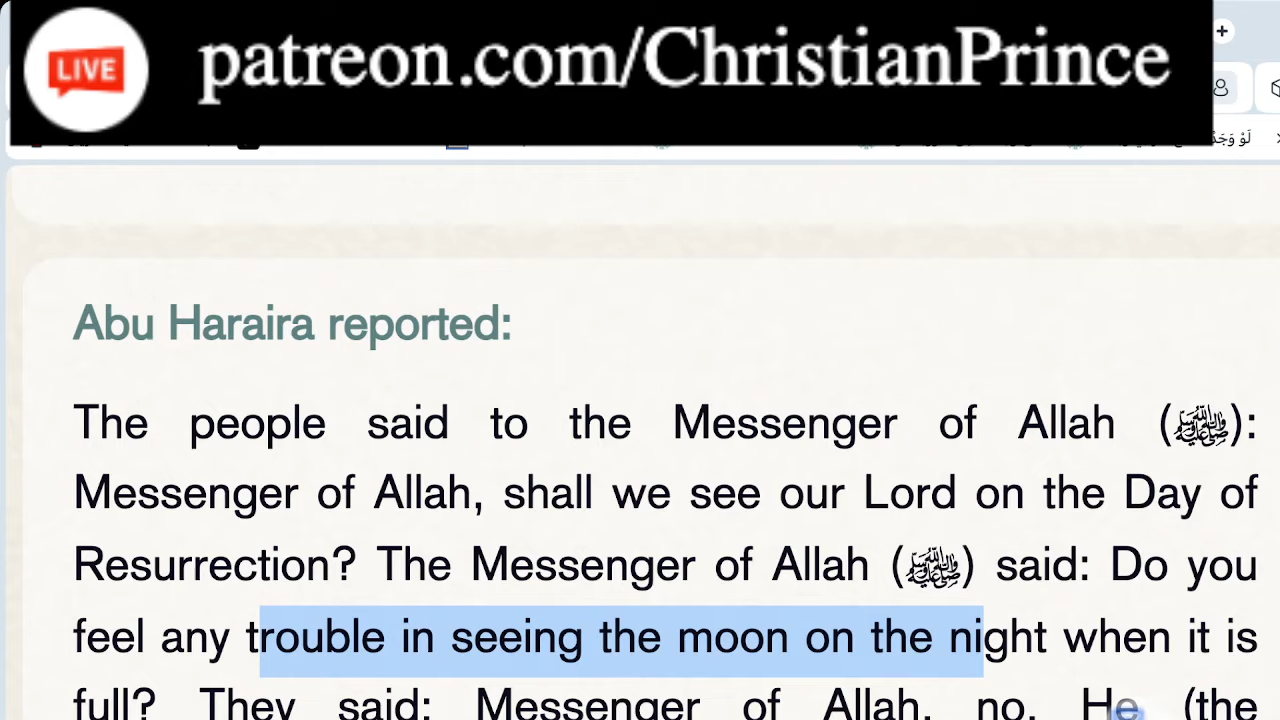 LIVE
patreon.com/ChristianPrince
لَوْ وَجَدْ
Abu Haraira reported:
The people said to the Messenger of Allah (ﷺ):
Messenger of Allah, shall we see our Lord on the Day of
Resurrection? The Messenger of Allah (ﷺ) said: Do you
feel any trouble in seeing the moon on the night when it is
full? They said: Messenger of Allah, no. He (the